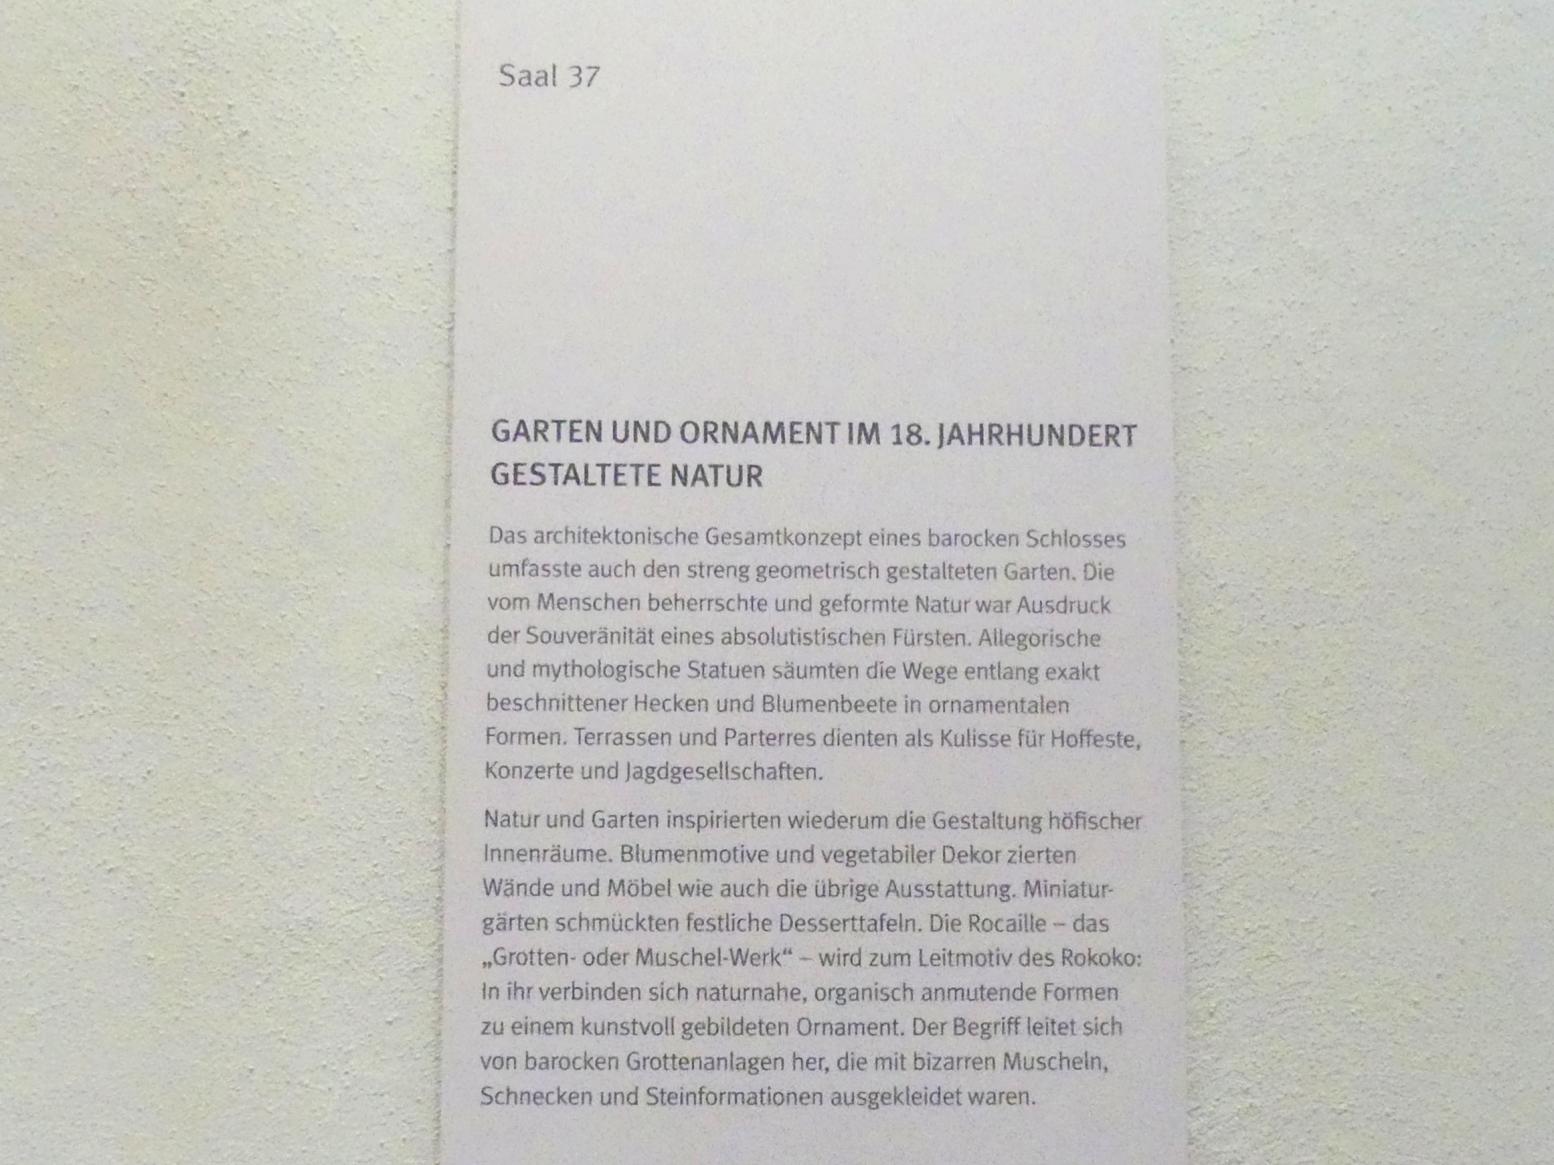 Saal 37
GARTEN UND ORNAMENT IM 18. JAHRHUNDERT
GESTALTETE NATUR
Das architektonische Gesamtkonzept eines barocken Schlosses
umfasste auch den streng geometrisch gestalteten Garten. Die
vom Menschen beherrschte und geformte Natur war Ausdruck
der Souveränität eines absolutistischen Fürsten. Allegorische
und mythologische Statuen säumten die Wege entlang exakt
beschnittener Hecken und Blumenbeete in ornamentalen
Formen. Terrassen und Parterres dienten als Kulisse für Hoffeste,
Konzerte und Jagdgesellschaften.
Natur und Garten inspirierten wiederum die Gestaltung höfischer
Innenräume. Blumenmotive und vegetabiler Dekor zierten
Wände und Möbel wie auch die übrige Ausstattung. Miniatur-
gärten schmückten festliche Desserttafeln. Die Rocaille – das
„Grotten- oder Muschel-Werk“ – wird zum Leitmotiv des Rokoko:
In ihr verbinden sich naturnahe, organisch anmutende Formen
zu einem kunstvoll gebildeten Ornament. Der Begriff leitet sich
von barocken Grottenanlagen her, die mit bizarren Muscheln,
Schnecken und Steinformationen ausgekleidet waren.